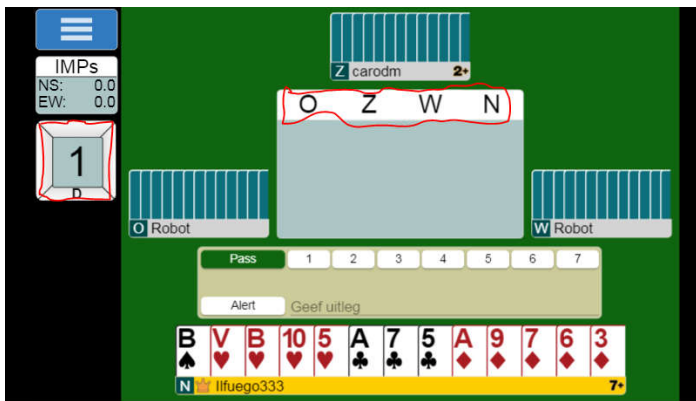 IMPs
NS: 0.0
EW: 0.0
1
D
Z carodm 2+
O Z W N
O Robot
W Robot
Pass 1 2 3 4 5 6 7
Alert Geef uitleg
B V B 10 5 A 7 5 A 9 7 6 3
N Ilfuego333 7+